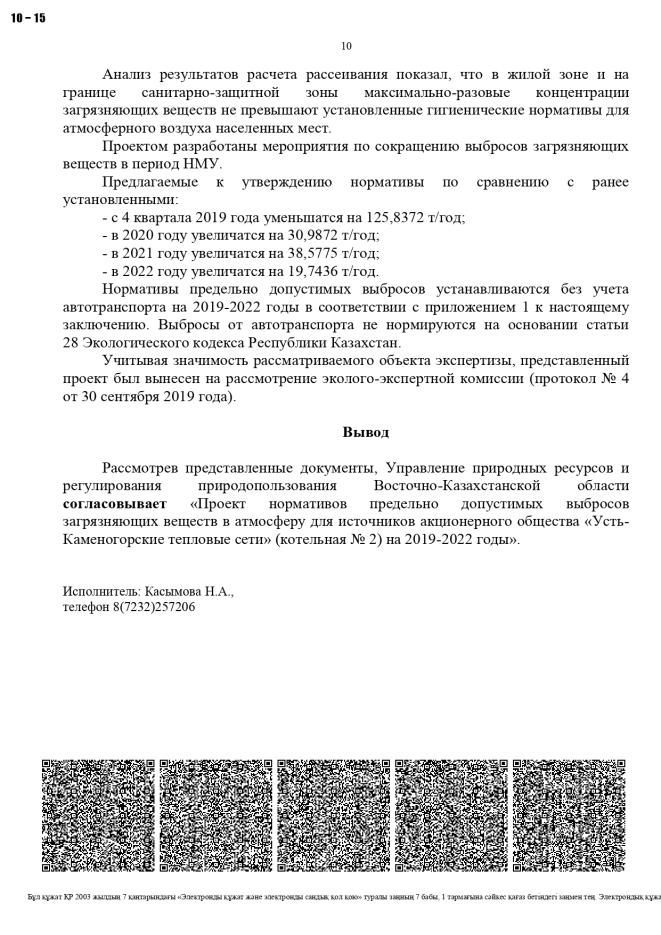 10 – 15
10
Анализ результатов расчета рассеивания показал, что в жилой зоне и на
границе санитарно-защитной зоны максимально-разовые концентрации
загрязняющих веществ не превышают установленные гигиенические нормативы для
атмосферного воздуха населенных мест.
Проектом разработаны мероприятия по сокращению выбросов загрязняющих
веществ в период НМУ.
Предлагаемые к утверждению нормативы по сравнению с ранее
установленными:
- с 4 квартала 2019 года уменьшатся на 125,8372 т/год;
- в 2020 году увеличатся на 30,9872 т/год;
- в 2021 году увеличатся на 38,5775 т/год;
- в 2022 году увеличатся на 19,7436 т/год.
Нормативы предельно допустимых выбросов устанавливаются без учета
автотранспорта на 2019-2022 годы в соответствии с приложением 1 к настоящему
заключению. Выбросы от автотранспорта не нормируются на основании статьи
28 Экологического кодекса Республики Казахстан.
Учитывая значимость рассматриваемого объекта экспертизы, представленный
проект был вынесен на рассмотрение эколого-экспертной комиссии (протокол № 4
от 30 сентября 2019 года).
Вывод
Рассмотрев представленные документы, Управление природных ресурсов и
регулирования природопользования Восточно-Казахстанской области
согласовывает «Проект нормативов предельно допустимых выбросов
загрязняющих веществ в атмосферу для источников акционерного общества «Усть-
Каменогорские тепловые сети» (котельная № 2) на 2019-2022 годы».
Исполнитель: Касымова Н.А.,
телефон 8(7232)257206
Бұл құжат ҚР 2003 жылдың 7 қаңтарындағы «Электронды құжат және электронды сандық қол қою» туралы заңның 7 бабы, 1 тармағына сәйкес қағаз бетіндегі заңмен тең. Электрондық